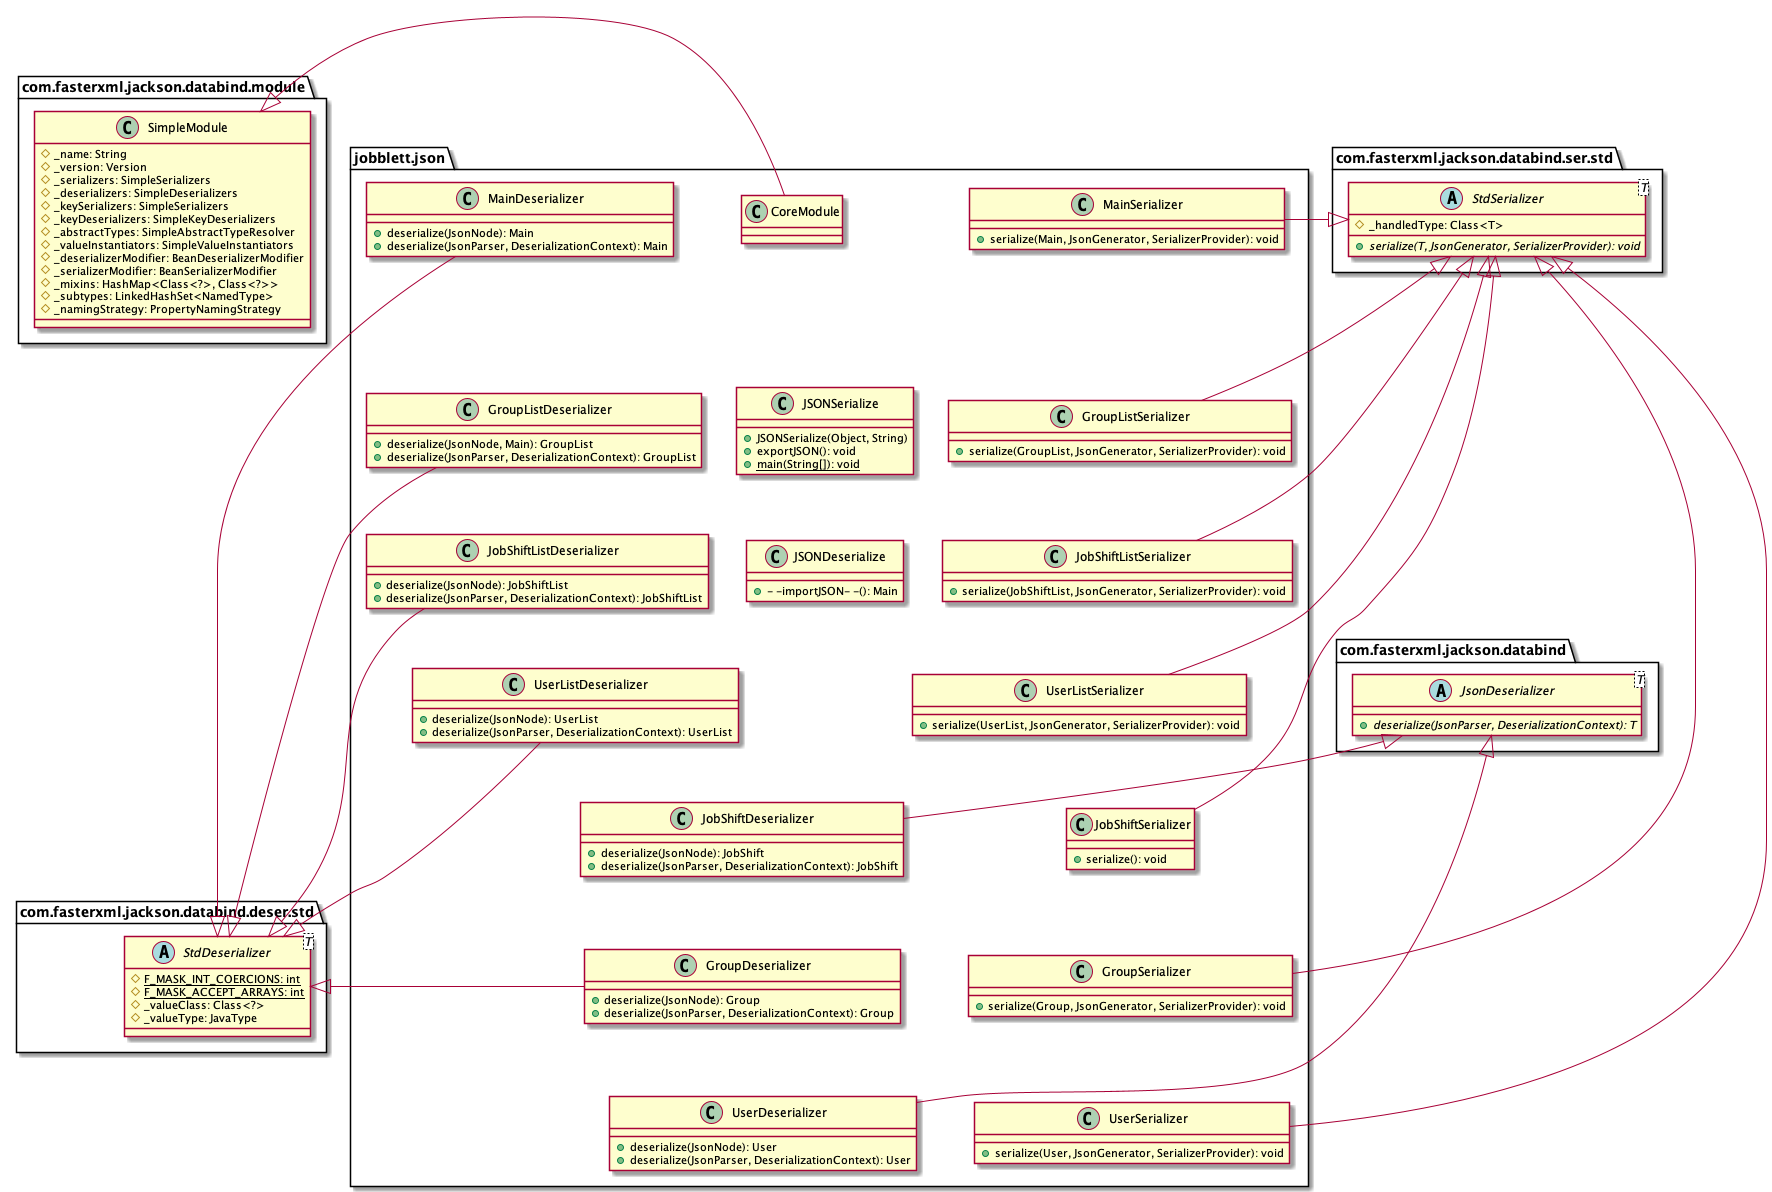 com.fasterxml.jackson.databind.module
C SimpleModule
_name: String
_version: Version
_serializers: SimpleSerializers
_deserializers: SimpleDeserializers
_keySerializers: SimpleSerializers
_keyDeserializers: SimpleKeyDeserializers
_abstractTypes: SimpleAbstractTypeResolver
_valueInstantiators: SimpleValueInstantiators
_deserializerModifier: BeanDeserializerModifier
_serializerModifier: BeanSerializerModifier
_mixins: HashMap<Class<?>, Class<?>>
_subtypes: LinkedHashSet<NamedType>
_namingStrategy: PropertyNamingStrategy
jobblett.json
C MainDeserializer
deserialize(JsonNode): Main
deserialize(JsonParser, DeserializationContext): Main
C CoreModule
C MainSerializer
serialize(Main, JsonGenerator, SerializerProvider): void
com.fasterxml.jackson.databind.ser.std
A StdSerializer
T
_handledType: Class<T>
serialize(T, JsonGenerator, SerializerProvider): void
C GroupListDeserializer
deserialize(JsonNode, Main): GroupList
deserialize(JsonParser, DeserializationContext): GroupList
C JSONSerialize
JSONSerialize(Object, String)
exportJSON(): void
main(String[]): void
C GroupListSerializer
serialize(GroupList, JsonGenerator, SerializerProvider): void
C JobShiftListDeserializer
deserialize(JsonNode): JobShiftList
deserialize(JsonParser, DeserializationContext): JobShiftList
C JSONDeserialize
- -importJSON- -(): Main
C JobShiftListSerializer
serialize(JobShiftList, JsonGenerator, SerializerProvider): void
C UserListDeserializer
deserialize(JsonNode): UserList
deserialize(JsonParser, DeserializationContext): UserList
C UserListSerializer
serialize(UserList, JsonGenerator, SerializerProvider): void
com.fasterxml.jackson.databind
A JsonDeserializer
T
deserialize(JsonParser, DeserializationContext): T
C JobShiftDeserializer
deserialize(JsonNode): JobShift
deserialize(JsonParser, DeserializationContext): JobShift
C JobShiftSerializer
serialize(): void
com.fasterxml.jackson.databind.deser.std
A StdDeserializer
T
F_MASK_INT_COERCIONS: int
F_MASK_ACCEPT_ARRAYS: int
_valueClass: Class<?>
_valueType: JavaType
C GroupDeserializer
deserialize(JsonNode): Group
deserialize(JsonParser, DeserializationContext): Group
C GroupSerializer
serialize(Group, JsonGenerator, SerializerProvider): void
C UserDeserializer
deserialize(JsonNode): User
deserialize(JsonParser, DeserializationContext): User
C UserSerializer
serialize(User, JsonGenerator, SerializerProvider): void